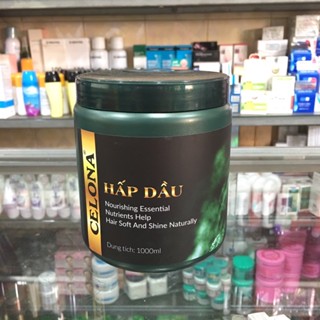 CELONA
HẤP DẦU
Nourishing Essential
Nutrients Help
Hair Soft And Shine Naturally
Dung tích: 1000ml